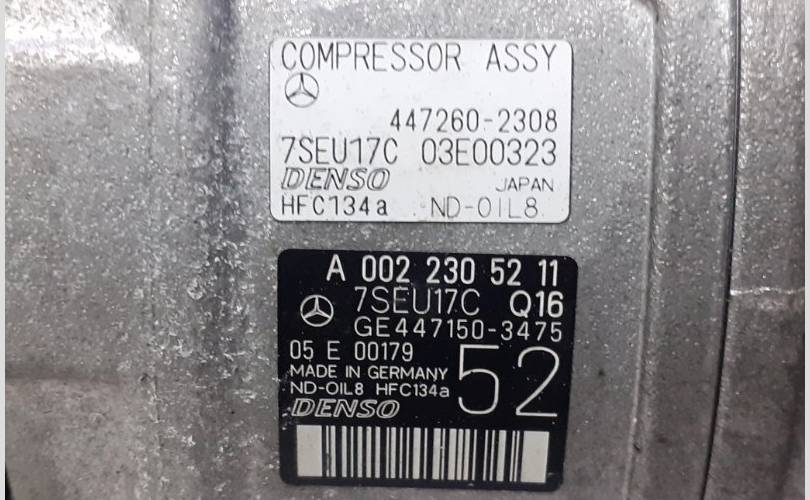 COMPRESSOR ASSY
447260-2308
7SEU17C 03E00323
DENSO JAPAN
HFC134a ND-OIL8
A 002 230 52 11
7SEU17C Q16
GE447150-3475
05 E 00179
52
MADE IN GERMANY
ND-OIL8 HFC134a
DENSO